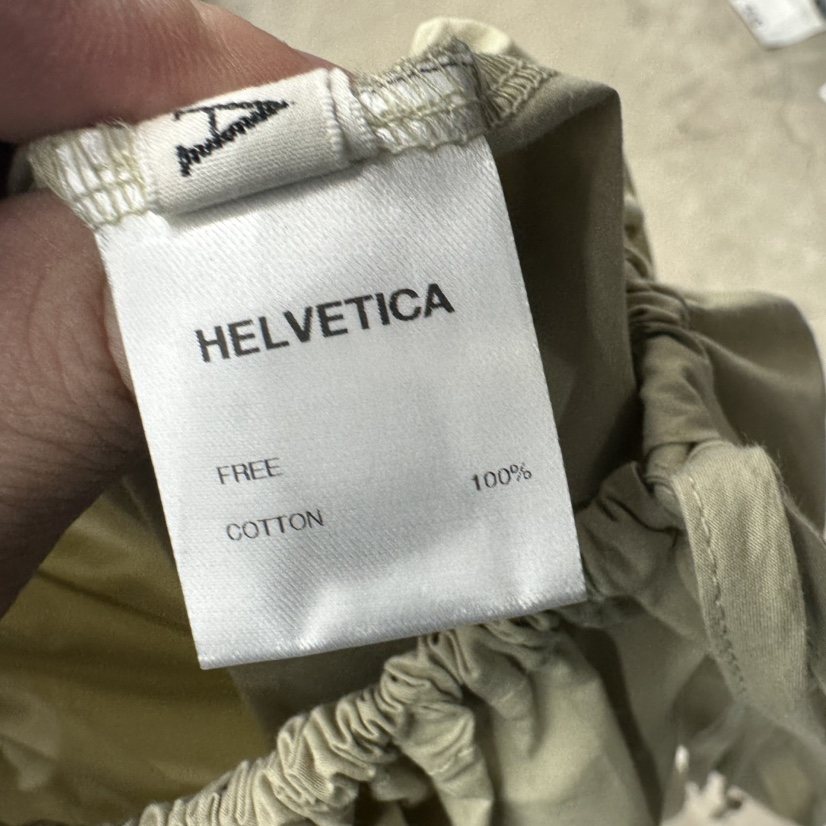 A
HELVETICA
FREE
COTTON 100%